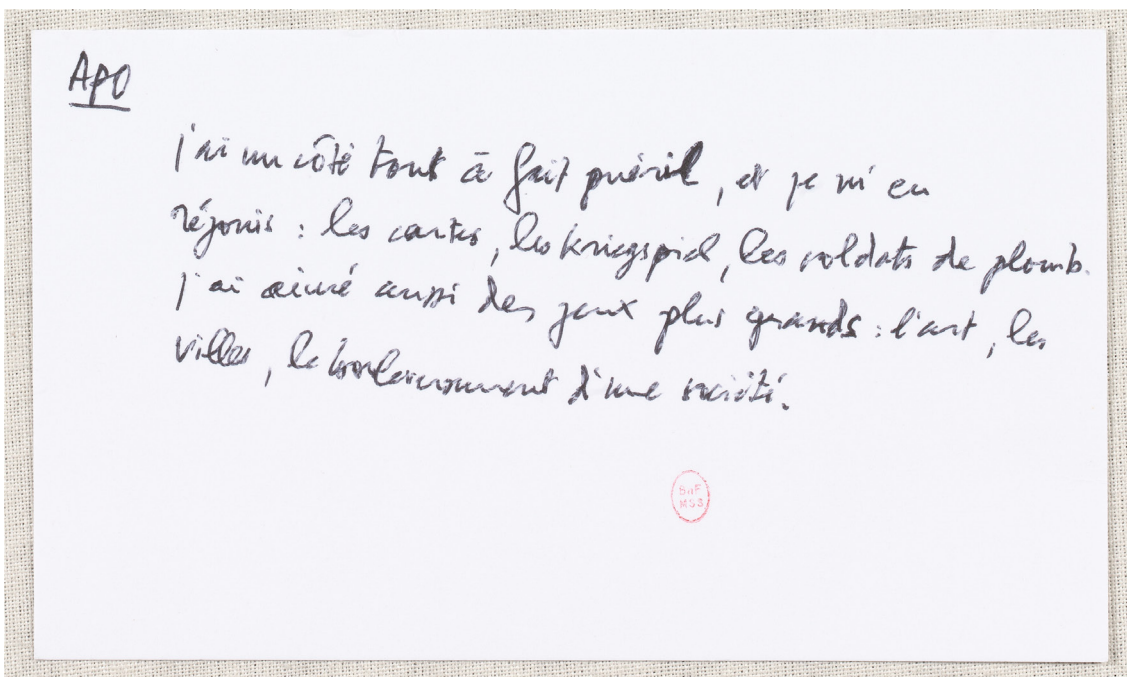 Apo
j'ai un côté tout à fait puéril, et je m'en
réjouis : les cartes, les kriegspiel, les soldats de plomb.
j'ai aimé aussi des jeux plus grands : l'art, les
villes, le bouleversement d'une société.
BnF
MSS